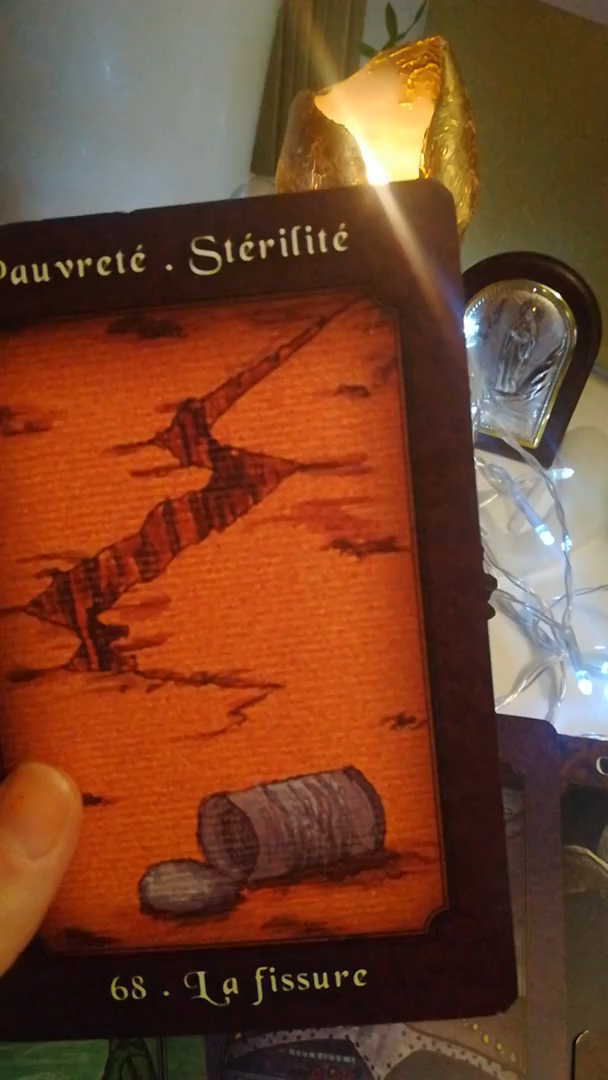 Pauvreté . Stérilité
68 . La fissure